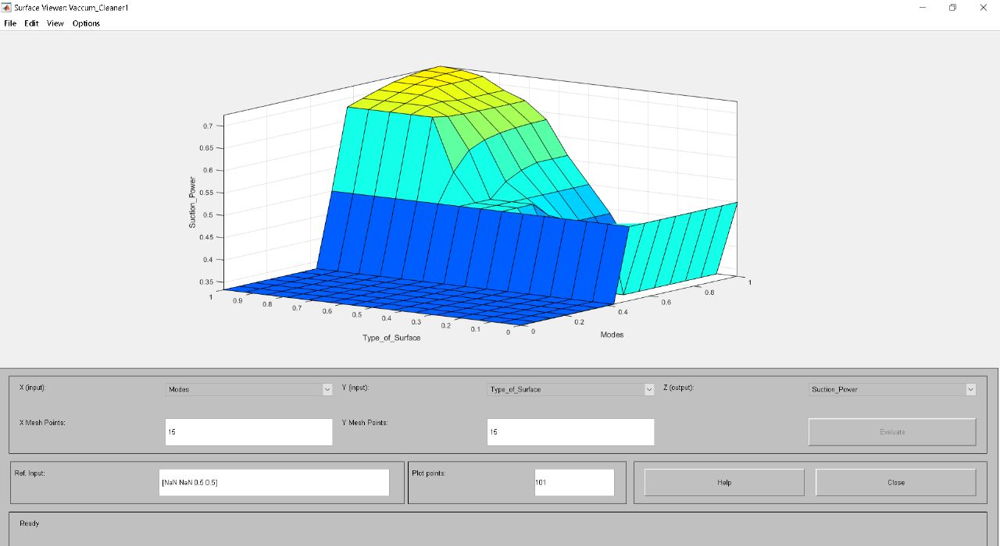 Surface Viewer: Vaccum_Cleaner1
File Edit View Options
0.7
0.65
0.6
0.55
0.5
0.45
0.4
0.35
Suction_Power
1 0.9 0.8 0.7 0.6 0.5 0.4 0.3 0.2 0.1 0
Type_of_Surface
0 0.2 0.4 0.6 0.8 1
Modes
X (input): Modes Y (input): Type_of_Surface Z (output): Suction_Power
X Mesh Points: 15 Y Mesh Points: 15 Evaluate
Ref. Input: [NaN NaN 0.5 0.5] Plot points: 101 Help Close
Ready